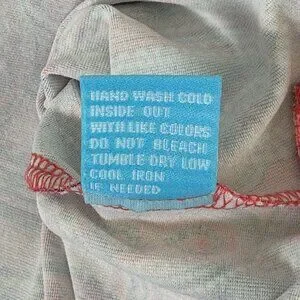 HAND WASH COLD
INSIDE OUT
WITH LIKE COLORS
DO NOT BLEACH
TUMBLE DRY LOW
COOL IRON
IF NEEDED